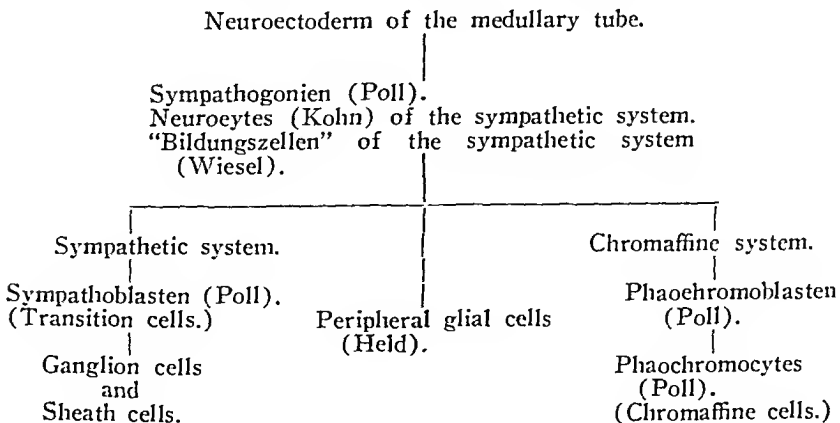 Neuroectoderm of the medullary tube.
Sympathogonien (Poll).
Neurocytes (Kohn) of the sympathetic system.
"Bildungszellen" of the sympathetic system
(Wiesel).
Sympathetic system.
Sympathoblasten (Poll).
(Transition cells.)
Ganglion cells
and
Sheath cells.
Peripheral glial cells
(Held).
Chromaffine system.
Phaochromoblasten
(Poll).
Phaochromocytes
(Poll).
(Chromaffine cells.)